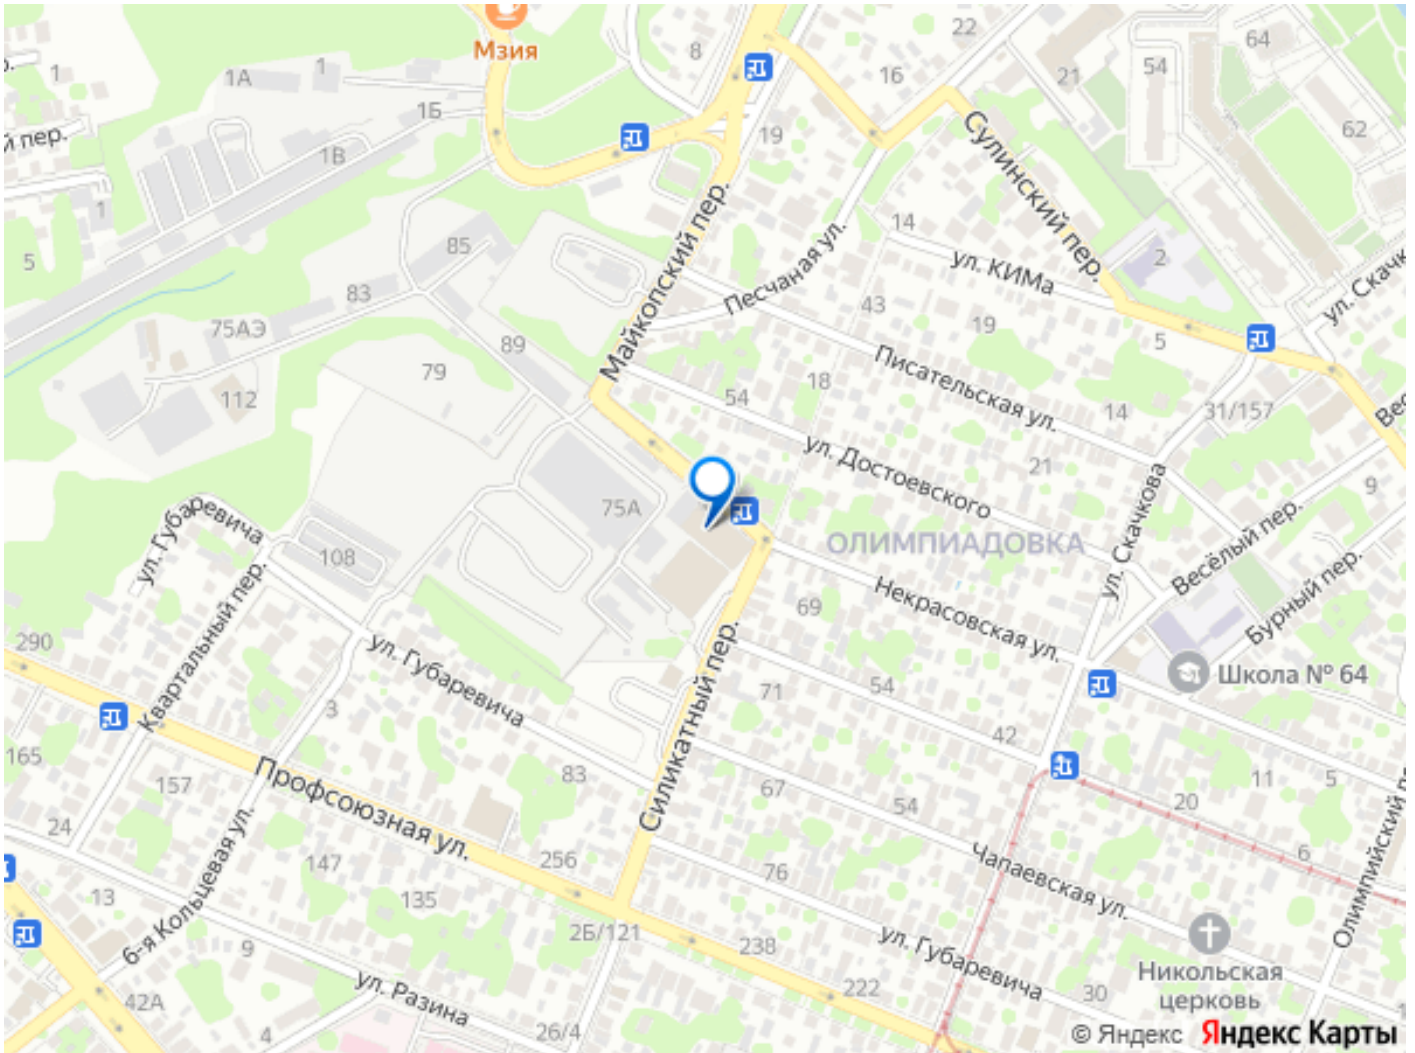 Мзия
22
64
8
1
1А
1
16
21
54
1Б
62
й пер.
1В
19
Сулинский пер.
1
14
Майкопский пер.
85
Песчаная ул.
ул. КИМа
2
5
83
43
19
75АЭ
89
5
79
18
Писательская ул.
112
54
14
31/157
ул. Достоевского
21
9
ул. Скачкова
75А
ул. Губаревича
ОЛИМПИАДОВКА
Весёлый пер.
108
Некрасовская ул.
Бурный пер.
69
290
Квартальный пер.
ул. Губаревича
Школа № 64
54
71
3
Силикатный пер.
42
165
157
Профсоюзная ул.
83
67
54
11
5
20
24
6-я Кольцевая ул.
147
256
76
Чапаевская ул.
6
Олимпийский п
13
135
2Б/121
238
ул. Губаревича
9
ул. Разина
222
30
Никольская
церковь
42А
4
26/4
© Яндекс Яндекс Карты